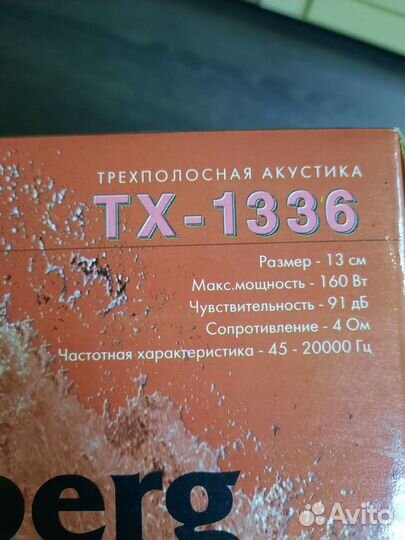 ТРЕХПОЛОСНАЯ АКУСТИКА
TX-1336
Размер - 13 см
Макс.мощность - 160 Вт
Чувствительность - 91 дБ
Сопротивление - 4 Ом
Частотная характеристика - 45 - 20000 Гц
berg
Avito